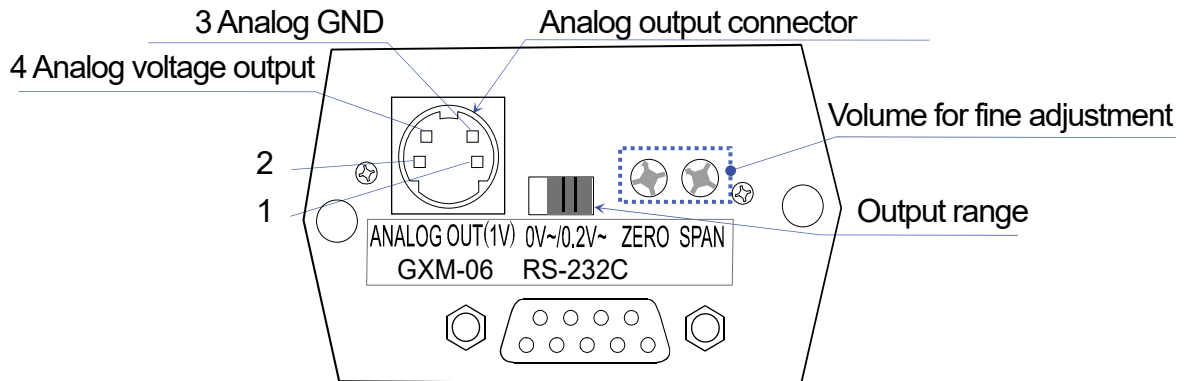 3 Analog GND
Analog output connector
4 Analog voltage output
Volume for fine adjustment
2
1
Output range
ANALOG OUT(1V) 0V~/0.2V~ ZERO SPAN
GXM-06 RS-232C